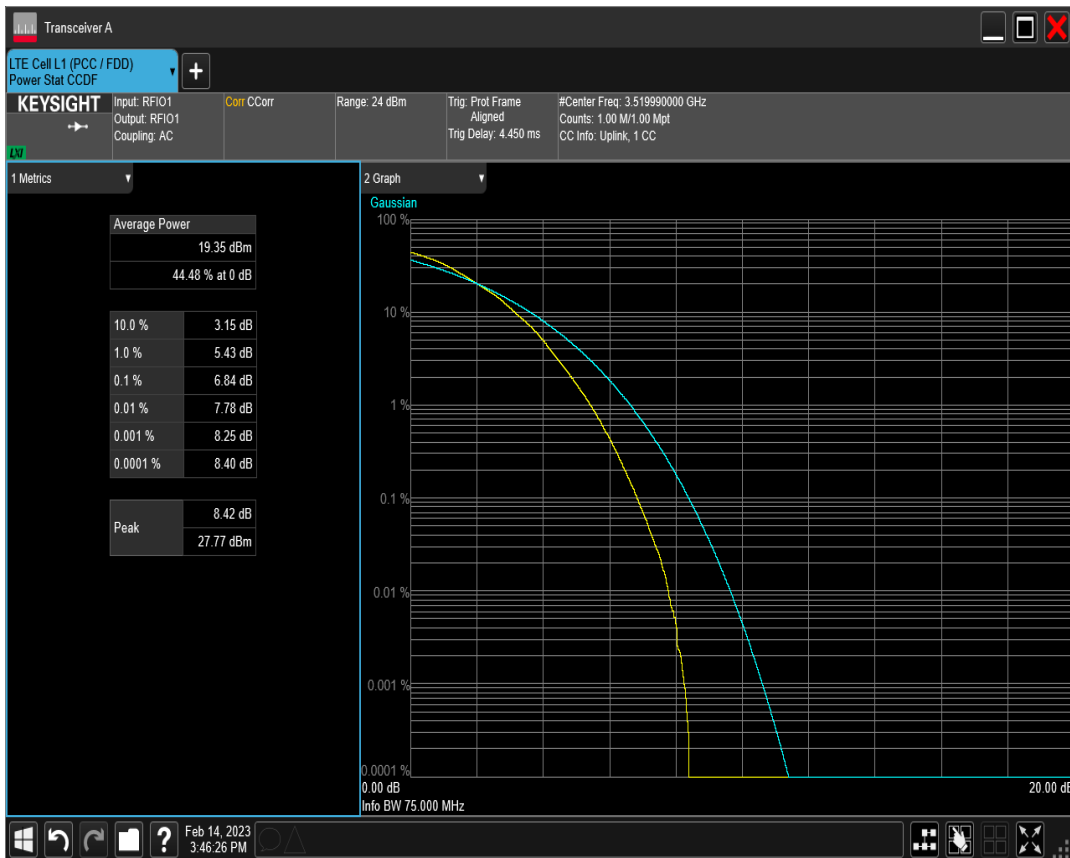 Transceiver A
LTE Cell L1 (PCC / FDD)
Power Stat CCDF
KEYSIGHT
LXI
Input: RFIO1
Output: RFIO1
Coupling: AC
Corr CCorr
Range: 24 dBm
Trig: Prot Frame
Aligned
Trig Delay: 4.450 ms
#Center Freq: 3.519990000 GHz
Counts: 1.00 M/1.00 Mpt
CC Info: Uplink, 1 CC
1 Metrics
Average Power
19.35 dBm
44.48 % at 0 dB
10.0 % 3.15 dB
1.0 % 5.43 dB
0.1 % 6.84 dB
0.01 % 7.78 dB
0.001 % 8.25 dB
0.0001 % 8.40 dB
Peak
8.42 dB
27.77 dBm
2 Graph
Gaussian
100 %
10 %
1 %
0.1 %
0.01 %
0.001 %
0.0001 %
0.00 dB
20.00 dB
Info BW 75.000 MHz
Feb 14, 2023
3:46:26 PM